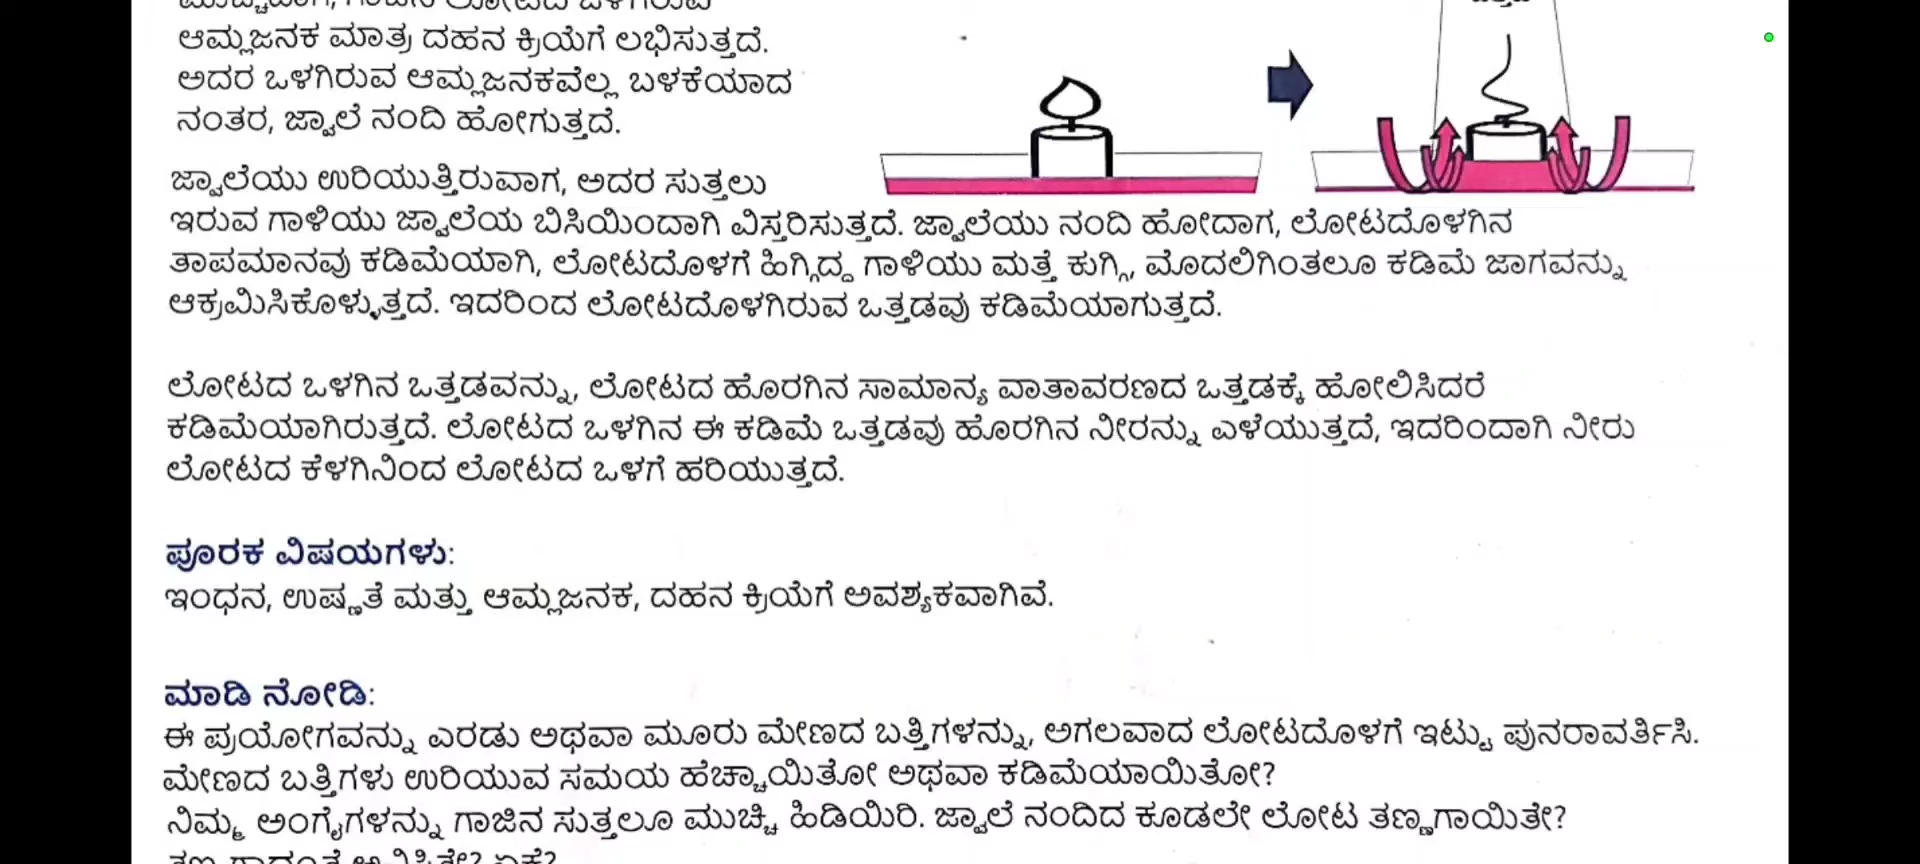 ಆಮ್ಲಜನಕ ಮಾತ್ರ ದಹನ ಕ್ರಿಯೆಗೆ ಲಭಿಸುತ್ತದೆ.
ಅದರ ಒಳಗಿರುವ ಆಮ್ಲಜನಕವೆಲ್ಲ ಬಳಕೆಯಾದ
ನಂತರ, ಜ್ವಾಲೆ ನಂದಿ ಹೋಗುತ್ತದೆ.
ಜ್ವಾಲೆಯು ಉರಿಯುತ್ತಿರುವಾಗ, ಅದರ ಸುತ್ತಲು
ಇರುವ ಗಾಳಿಯು ಜ್ವಾಲೆಯ ಬಿಸಿಯಿಂದಾಗಿ ವಿಸ್ತರಿಸುತ್ತದೆ. ಜ್ವಾಲೆಯು ನಂದಿ ಹೋದಾಗ, ಲೋಟದೊಳಗಿನ
ತಾಪಮಾನವು ಕಡಿಮೆಯಾಗಿ, ಲೋಟದೊಳಗೆ ಹಿಗ್ಗಿದ್ದ ಗಾಳಿಯು ಮತ್ತೆ ಕುಗ್ಗಿ, ಮೊದಲಿಗಿಂತಲೂ ಕಡಿಮೆ ಜಾಗವನ್ನು
ಆಕ್ರಮಿಸಿಕೊಳ್ಳುತ್ತದೆ. ಇದರಿಂದ ಲೋಟದೊಳಗಿರುವ ಒತ್ತಡವು ಕಡಿಮೆಯಾಗುತ್ತದೆ.
ಲೋಟದ ಒಳಗಿನ ಒತ್ತಡವನ್ನು, ಲೋಟದ ಹೊರಗಿನ ಸಾಮಾನ್ಯ ವಾತಾವರಣದ ಒತ್ತಡಕ್ಕೆ ಹೋಲಿಸಿದರೆ
ಕಡಿಮೆಯಾಗಿರುತ್ತದೆ. ಲೋಟದ ಒಳಗಿನ ಈ ಕಡಿಮೆ ಒತ್ತಡವು ಹೊರಗಿನ ನೀರನ್ನು ಎಳೆಯುತ್ತದೆ, ಇದರಿಂದಾಗಿ ನೀರು
ಲೋಟದ ಕೆಳಗಿನಿಂದ ಲೋಟದ ಒಳಗೆ ಹರಿಯುತ್ತದೆ.
ಪೂರಕ ವಿಷಯಗಳು:
ಇಂಧನ, ಉಷ್ಣತೆ ಮತ್ತು ಆಮ್ಲಜನಕ, ದಹನ ಕ್ರಿಯೆಗೆ ಅವಶ್ಯಕವಾಗಿವೆ.
ಮಾಡಿ ನೋಡಿ:
ಈ ಪ್ರಯೋಗವನ್ನು ಎರಡು ಅಥವಾ ಮೂರು ಮೇಣದ ಬತ್ತಿಗಳನ್ನು, ಅಗಲವಾದ ಲೋಟದೊಳಗೆ ಇಟ್ಟು ಪುನರಾವರ್ತಿಸಿ.
ಮೇಣದ ಬತ್ತಿಗಳು ಉರಿಯುವ ಸಮಯ ಹೆಚ್ಚಾಯಿತೋ ಅಥವಾ ಕಡಿಮೆಯಾಯಿತೋ?
ನಿಮ್ಮ ಅಂಗೈಗಳನ್ನು ಗಾಜಿನ ಸುತ್ತಲೂ ಮುಚ್ಚಿ ಹಿಡಿಯಿರಿ. ಜ್ವಾಲೆ ನಂದಿದ ಕೂಡಲೇ ಲೋಟ ತಣ್ಣಗಾಯಿತೇ?